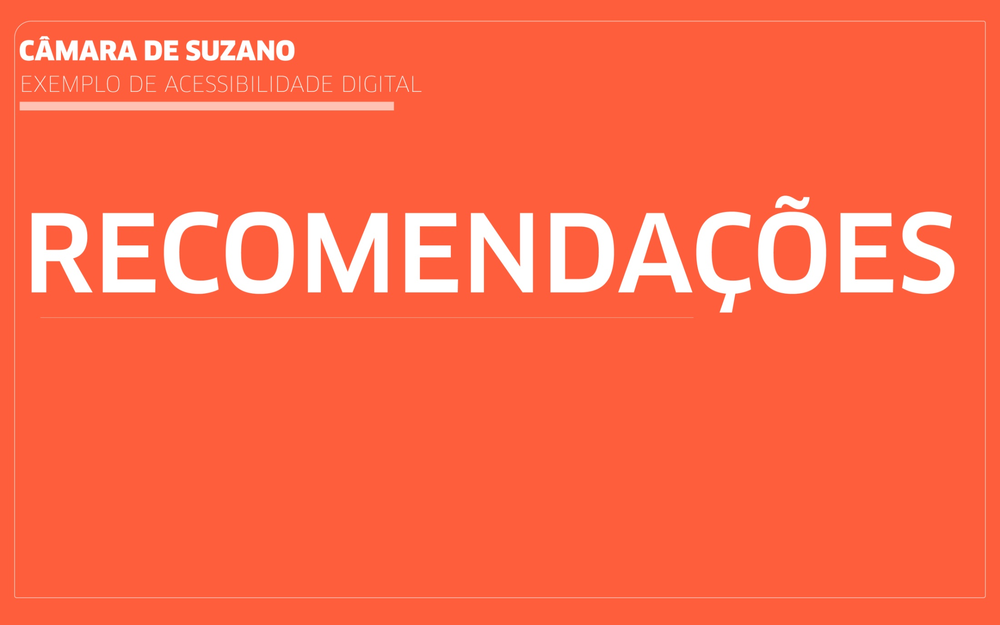 CÂMARA DE SUZANO
EXEMPLO DE ACESSIBILIDADE DIGITAL
RECOMENDAÇÕES